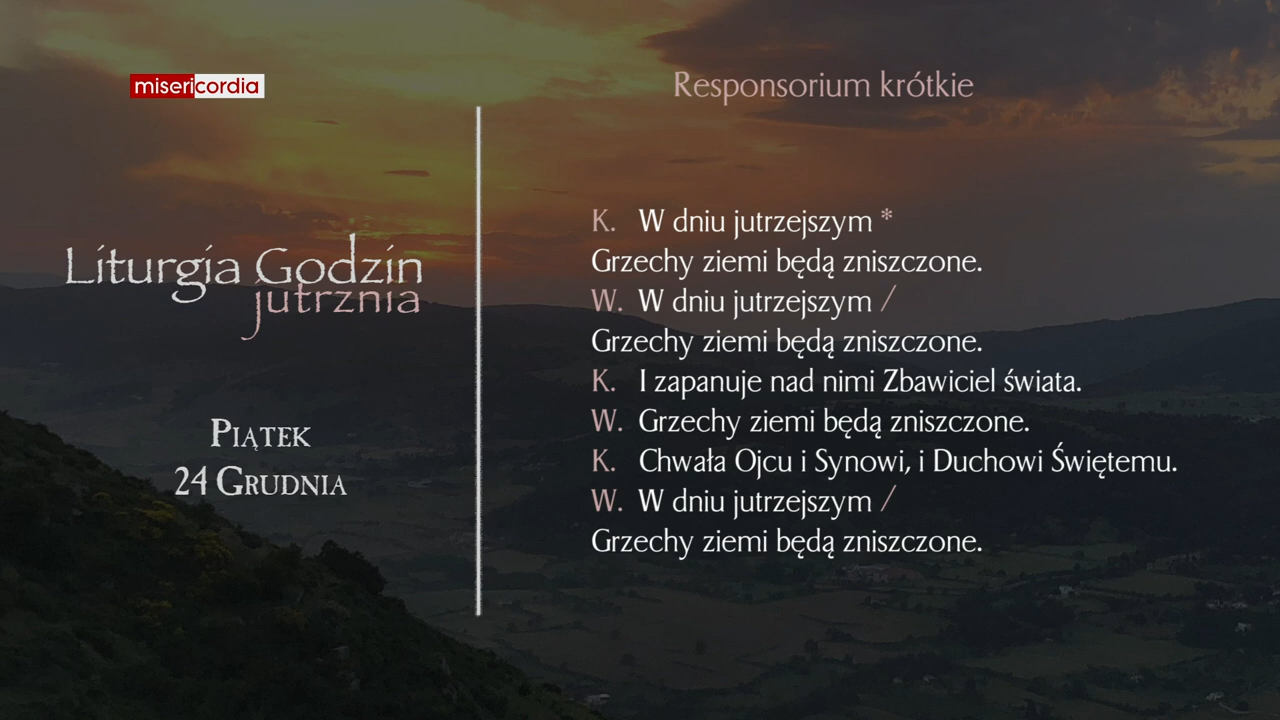 misericordia
Liturgia Godzin
jutrznia
Piątek
24 Grudnia
Responsorium krótkie
K. W dniu jutrzejszym *
Grzechy ziemi będą zniszczone.
W. W dniu jutrzejszym /
Grzechy ziemi będą zniszczone.
K. I zapanuje nad nimi Zbawiciel świata.
W. Grzechy ziemi będą zniszczone.
K. Chwała Ojcu i Synowi, i Duchowi Świętemu.
W. W dniu jutrzejszym /
Grzechy ziemi będą zniszczone.